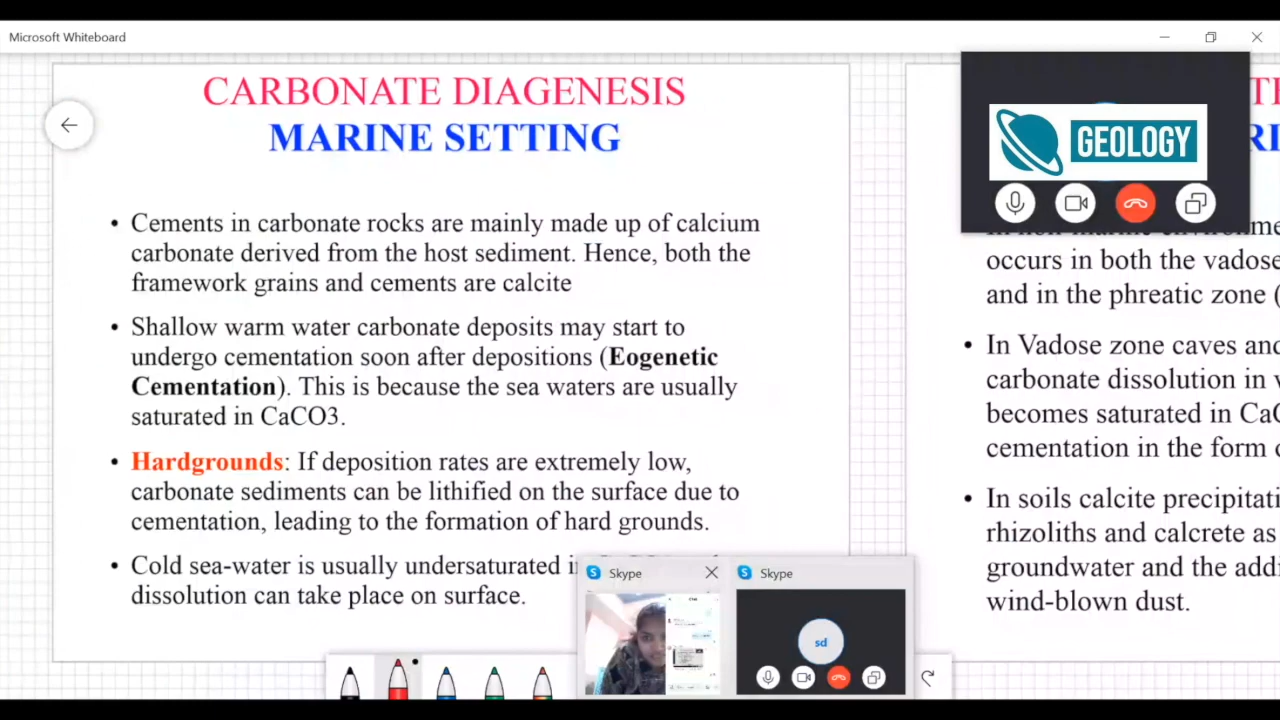 Microsoft Whiteboard
CARBONATE DIAGENESIS
MARINE SETTING
• Cements in carbonate rocks are mainly made up of calcium
carbonate derived from the host sediment. Hence, both the
framework grains and cements are calcite
• Shallow warm water carbonate deposits may start to
undergo cementation soon after depositions (Eogenetic
Cementation). This is because the sea waters are usually
saturated in CaCO3.
• Hardgrounds: If deposition rates are extremely low,
carbonate sediments can be lithified on the surface due to
cementation, leading to the formation of hard grounds.
• Cold sea-water is usually undersaturated
dissolution can take place on surface.
GEOLOGY
occurs in both the vadose
and in the phreatic zone (
• In Vadose zone caves and
carbonate dissolution in
becomes saturated in
cementation in the form
• In soils calcite
rhizoliths and calcrete as
groundwater and the
wind-blown dust.
Skype
Skype
sd